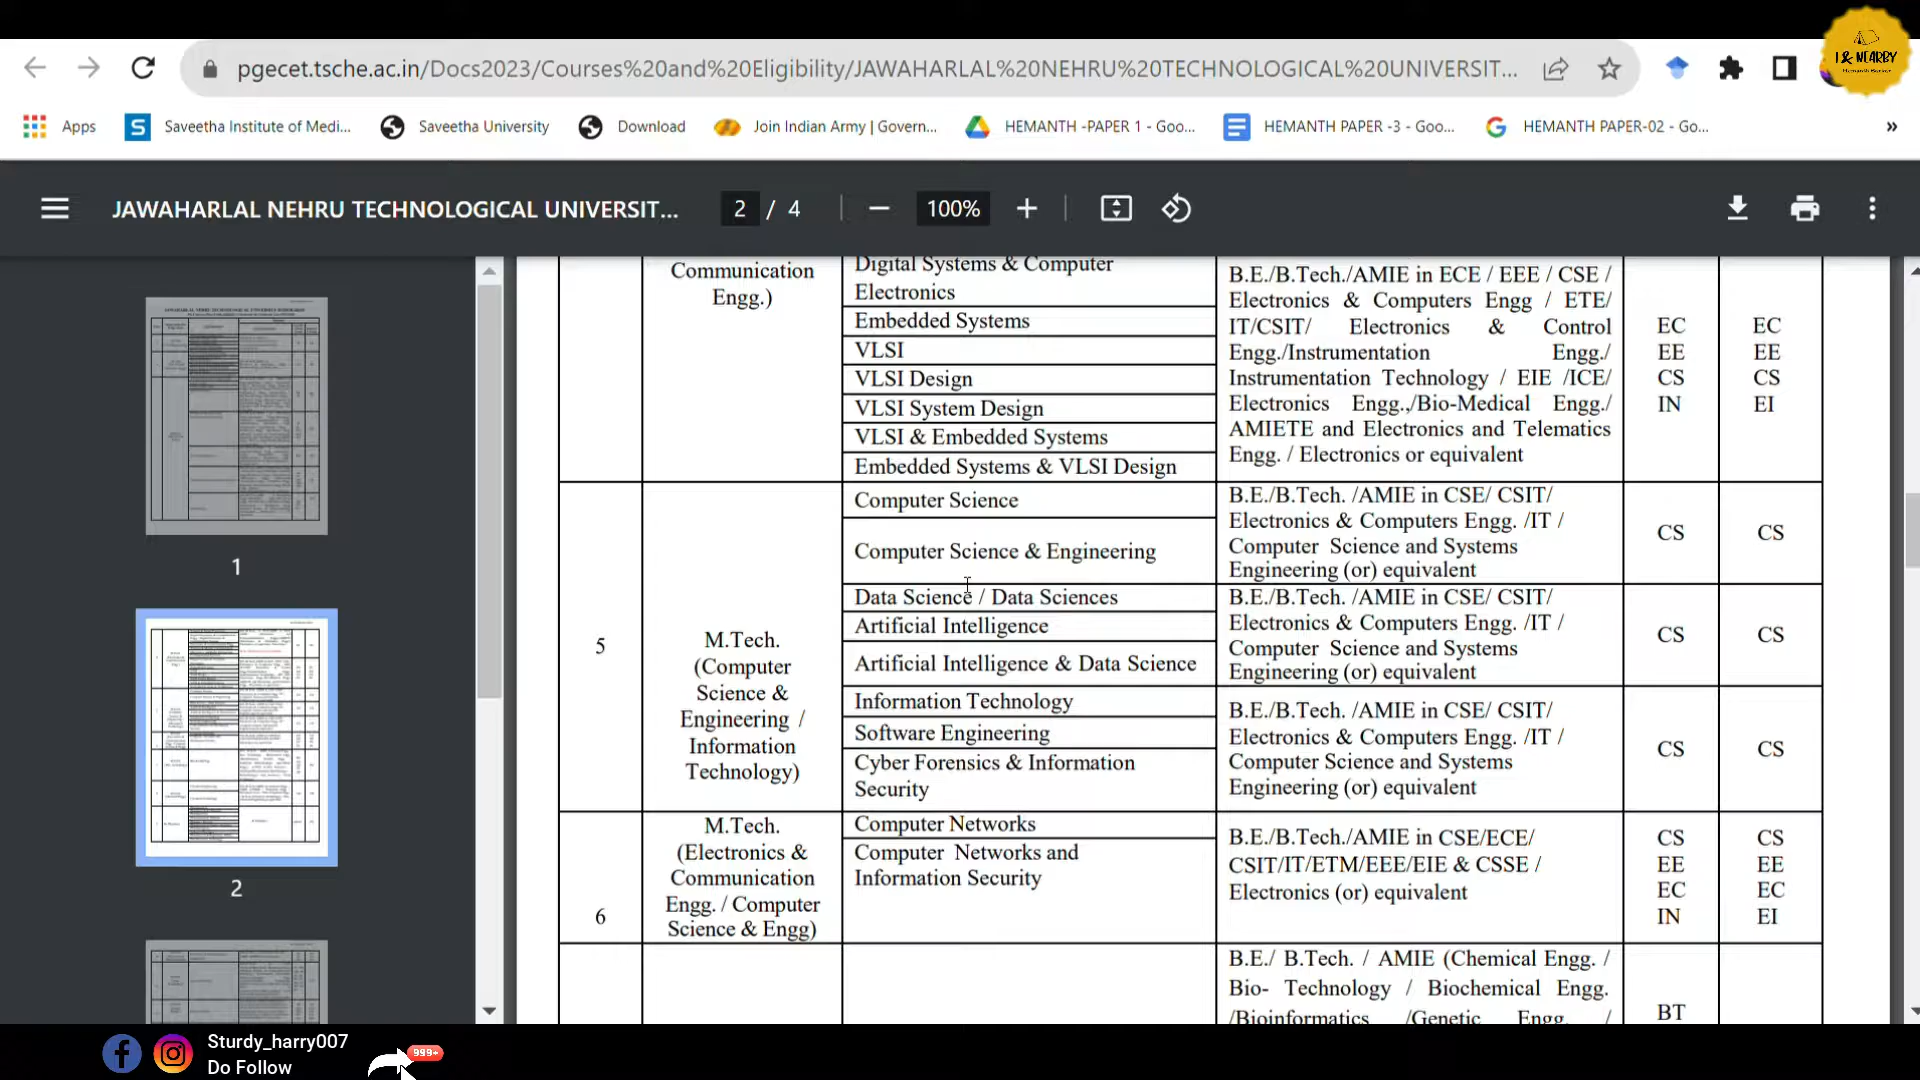 I & NEARBY
Hemanth Banker
pgecet.tsche.ac.in/Docs2023/Courses%20and%20Eligibility/JAWAHARLAL%20NEHRU%20TECHNOLOGICAL%20UNIVERSIT...
Apps
Saveetha Institute of Medi...
Saveetha University
Download
Join Indian Army | Govern...
HEMANTH -PAPER 1 - Goo...
HEMANTH PAPER -3 - Goo...
HEMANTH PAPER-02 - Go...
»
JAWAHARLAL NEHRU TECHNOLOGICAL UNIVERSIT...
2 / 4
100%
1
2
Communication
Engg.)
Digital Systems & Computer
Electronics
Embedded Systems
VLSI
VLSI Design
VLSI System Design
VLSI & Embedded Systems
Embedded Systems & VLSI Design
B.E./B.Tech./AMIE in ECE / EEE / CSE /
Electronics & Computers Engg / ETE/
IT/CSIT/ Electronics & Control
Engg./Instrumentation Engg./
Instrumentation Technology / EIE /ICE/
Electronics Engg.,/Bio-Medical Engg./
AMIETE and Electronics and Telematics
Engg. / Electronics or equivalent
EC
EE
CS
IN
EC
EE
CS
EI
5
M.Tech.
(Computer
Science &
Engineering /
Information
Technology)
Computer Science
Computer Science & Engineering
B.E./B.Tech. /AMIE in CSE/ CSIT/
Electronics & Computers Engg. /IT /
Computer Science and Systems
Engineering (or) equivalent
CS
CS
Data Science / Data Sciences
Artificial Intelligence
Artificial Intelligence & Data Science
B.E./B.Tech. /AMIE in CSE/ CSIT/
Electronics & Computers Engg. /IT /
Computer Science and Systems
Engineering (or) equivalent
CS
CS
Information Technology
Software Engineering
Cyber Forensics & Information
Security
B.E./B.Tech. /AMIE in CSE/ CSIT/
Electronics & Computers Engg. /IT /
Computer Science and Systems
Engineering (or) equivalent
CS
CS
6
M.Tech.
(Electronics &
Communication
Engg. / Computer
Science & Engg)
Computer Networks
Computer Networks and
Information Security
B.E./B.Tech./AMIE in CSE/ECE/
CSIT/IT/ETM/EEE/EIE & CSSE /
Electronics (or) equivalent
CS
EE
EC
IN
CS
EE
EC
EI
B.E./ B.Tech. / AMIE (Chemical Engg. /
Bio- Technology / Biochemical Engg.
/Bioinformatics /Genetic Engg. /
BT
Sturdy_harry007
Do Follow
999+